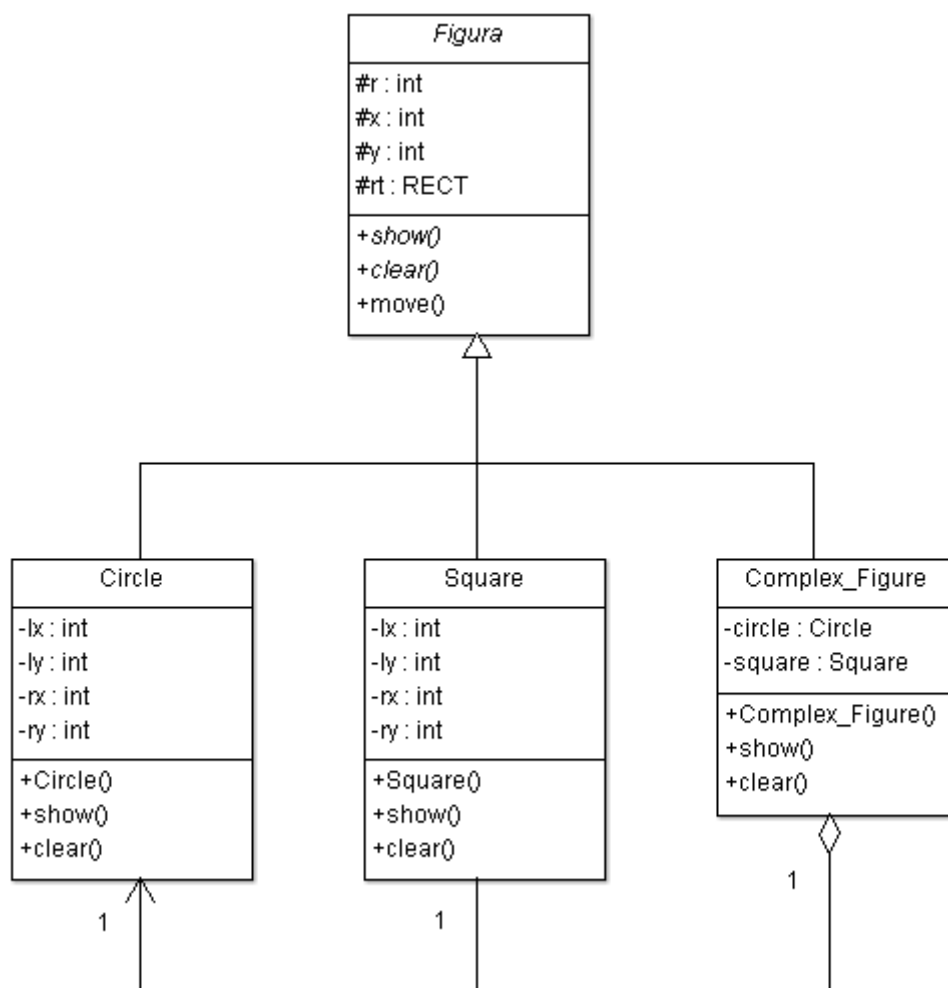 Figura
#r : int
#x : int
#y : int
#rt : RECT
+show()
+clear()
+move()
Circle
-lx : int
-ly : int
-rx : int
-ry : int
+Circle()
+show()
+clear()
1
Square
-lx : int
-ly : int
-rx : int
-ry : int
+Square()
+show()
+clear()
1
Complex_Figure
-circle : Circle
-square : Square
+Complex_Figure()
+show()
+clear()
1